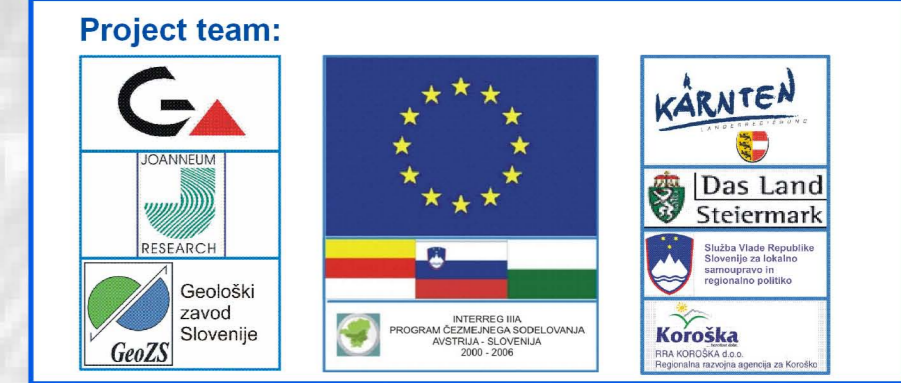 Project team:
GA
JOANNEUM
RESEARCH
GeoZS
Geološki
zavod
Slovenije
INTERREG IIIA
PROGRAM ČEZMEJNEGA SODELOVANJA
AVSTRIJA - SLOVENIJA
2000 - 2006
KÄRNTEN
LANDESREGIERUNG
Das Land
Steiermark
Služba Vlade Republike
Slovenije za lokalno
samoupravo in
regionalno politiko
Koroška
RRA KOROŠKA d.o.o.
Regionalna razvojna agencija za Koroško